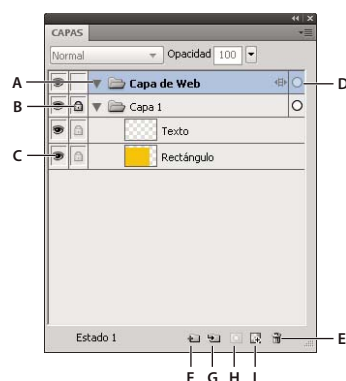 CAPAS
Normal Opacidad 100
A Capa de Web D
B Capa 1
Texto
C Rectángulo
Estado 1 E
F G H I